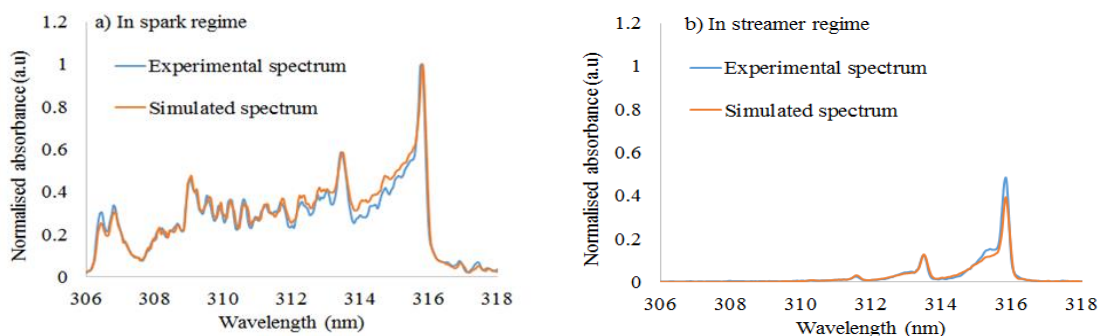 a) In spark regime
Experimental spectrum
Simulated spectrum
Normalised absorbance (a.u)
1.2
1
0.8
0.6
0.4
0.2
0
306 308 310 312 314 316 318
Wavelength (nm)
b) In streamer regime
Experimental spectrum
Simulated spectrum
Normalised absorbance (a.u)
1.2
1
0.8
0.6
0.4
0.2
0
306 308 310 312 314 316 318
Wavelength (nm)